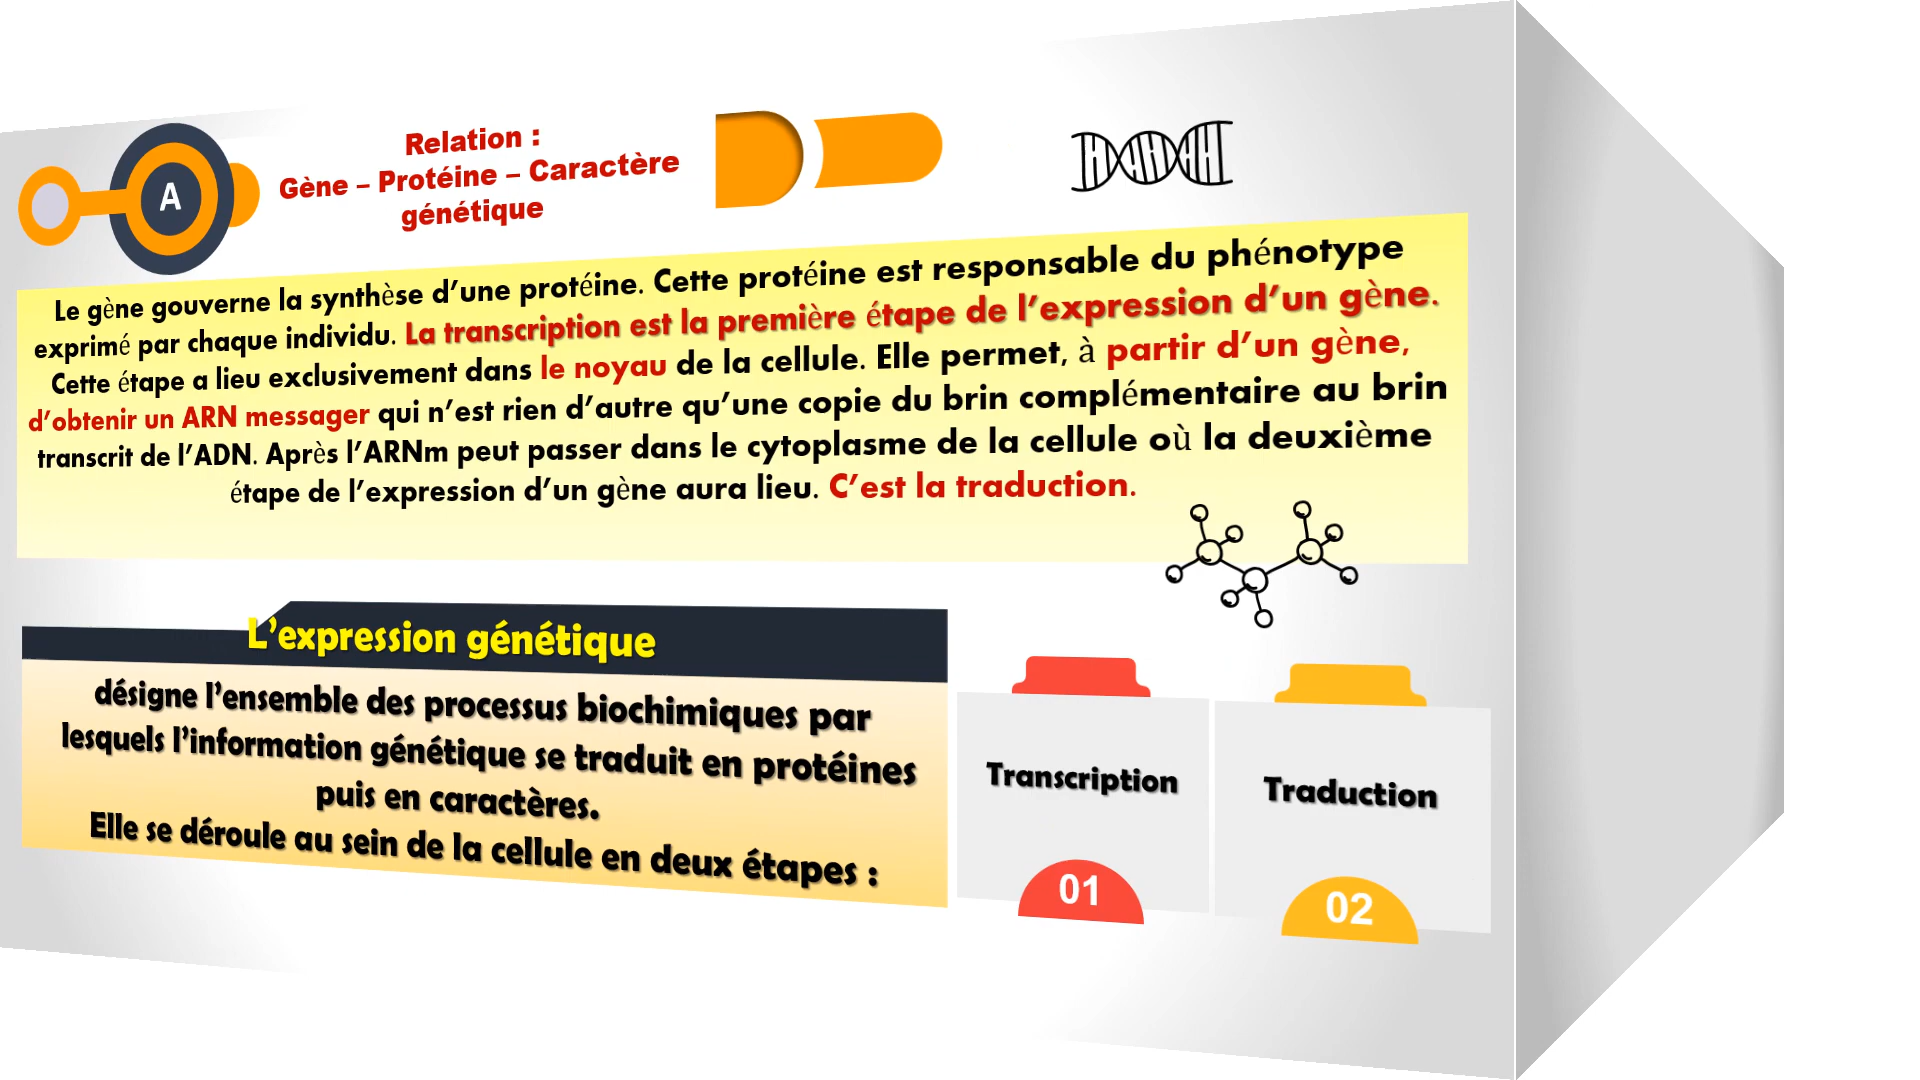 A
Relation :
Gène – Protéine – Caractère
génétique
Le gène gouverne la synthèse d’une protéine. Cette protéine est responsable du phénotype
exprimé par chaque individu. La transcription est la première étape de l’expression d’un gène.
Cette étape a lieu exclusivement dans le noyau de la cellule. Elle permet, à partir d’un gène,
d’obtenir un ARN messager qui n’est rien d’autre qu’une copie du brin complémentaire au brin
transcrit de l’ADN. Après l’ARNm peut passer dans le cytoplasme de la cellule où la deuxième
étape de l’expression d’un gène aura lieu. C’est la traduction.
L’expression génétique
désigne l’ensemble des processus biochimiques par
lesquels l’information génétique se traduit en protéines
puis en caractères.
Elle se déroule au sein de la cellule en deux étapes :
Transcription
01
Traduction
02